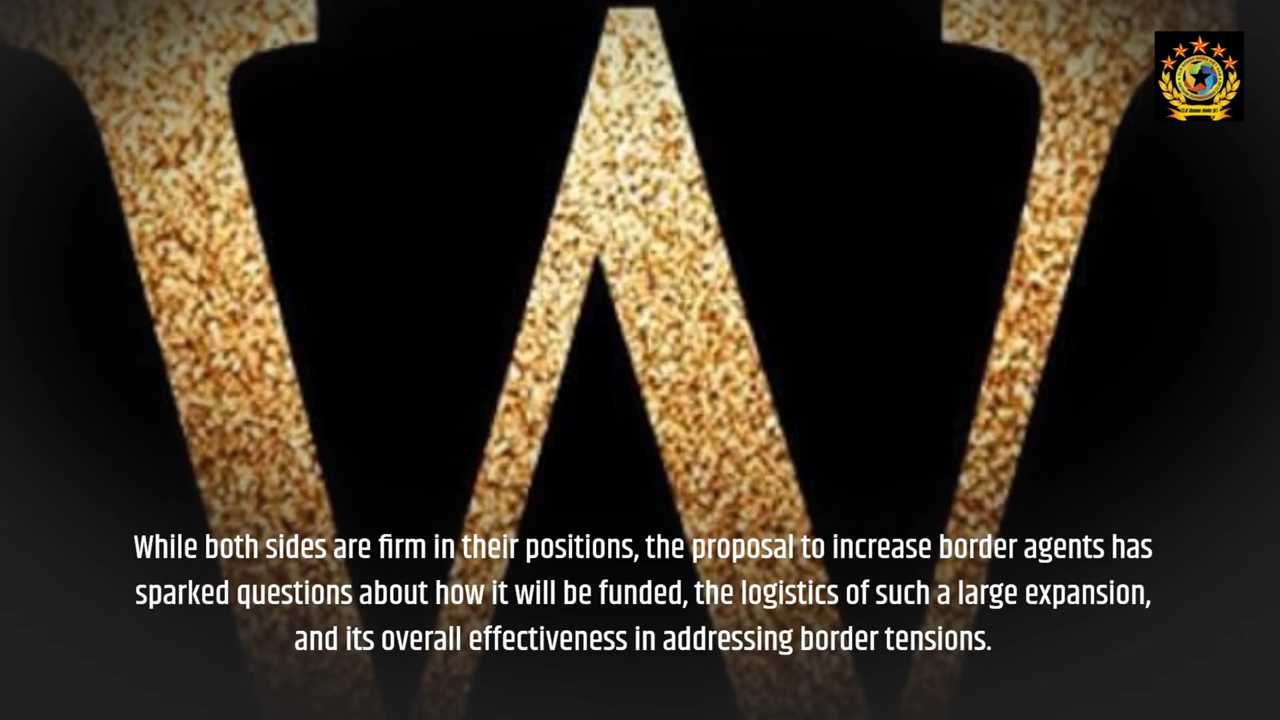 W
While both sides are firm in their positions, the proposal to increase border agents has
sparked questions about how it will be funded, the logistics of such a large expansion,
and its overall effectiveness in addressing border tensions.